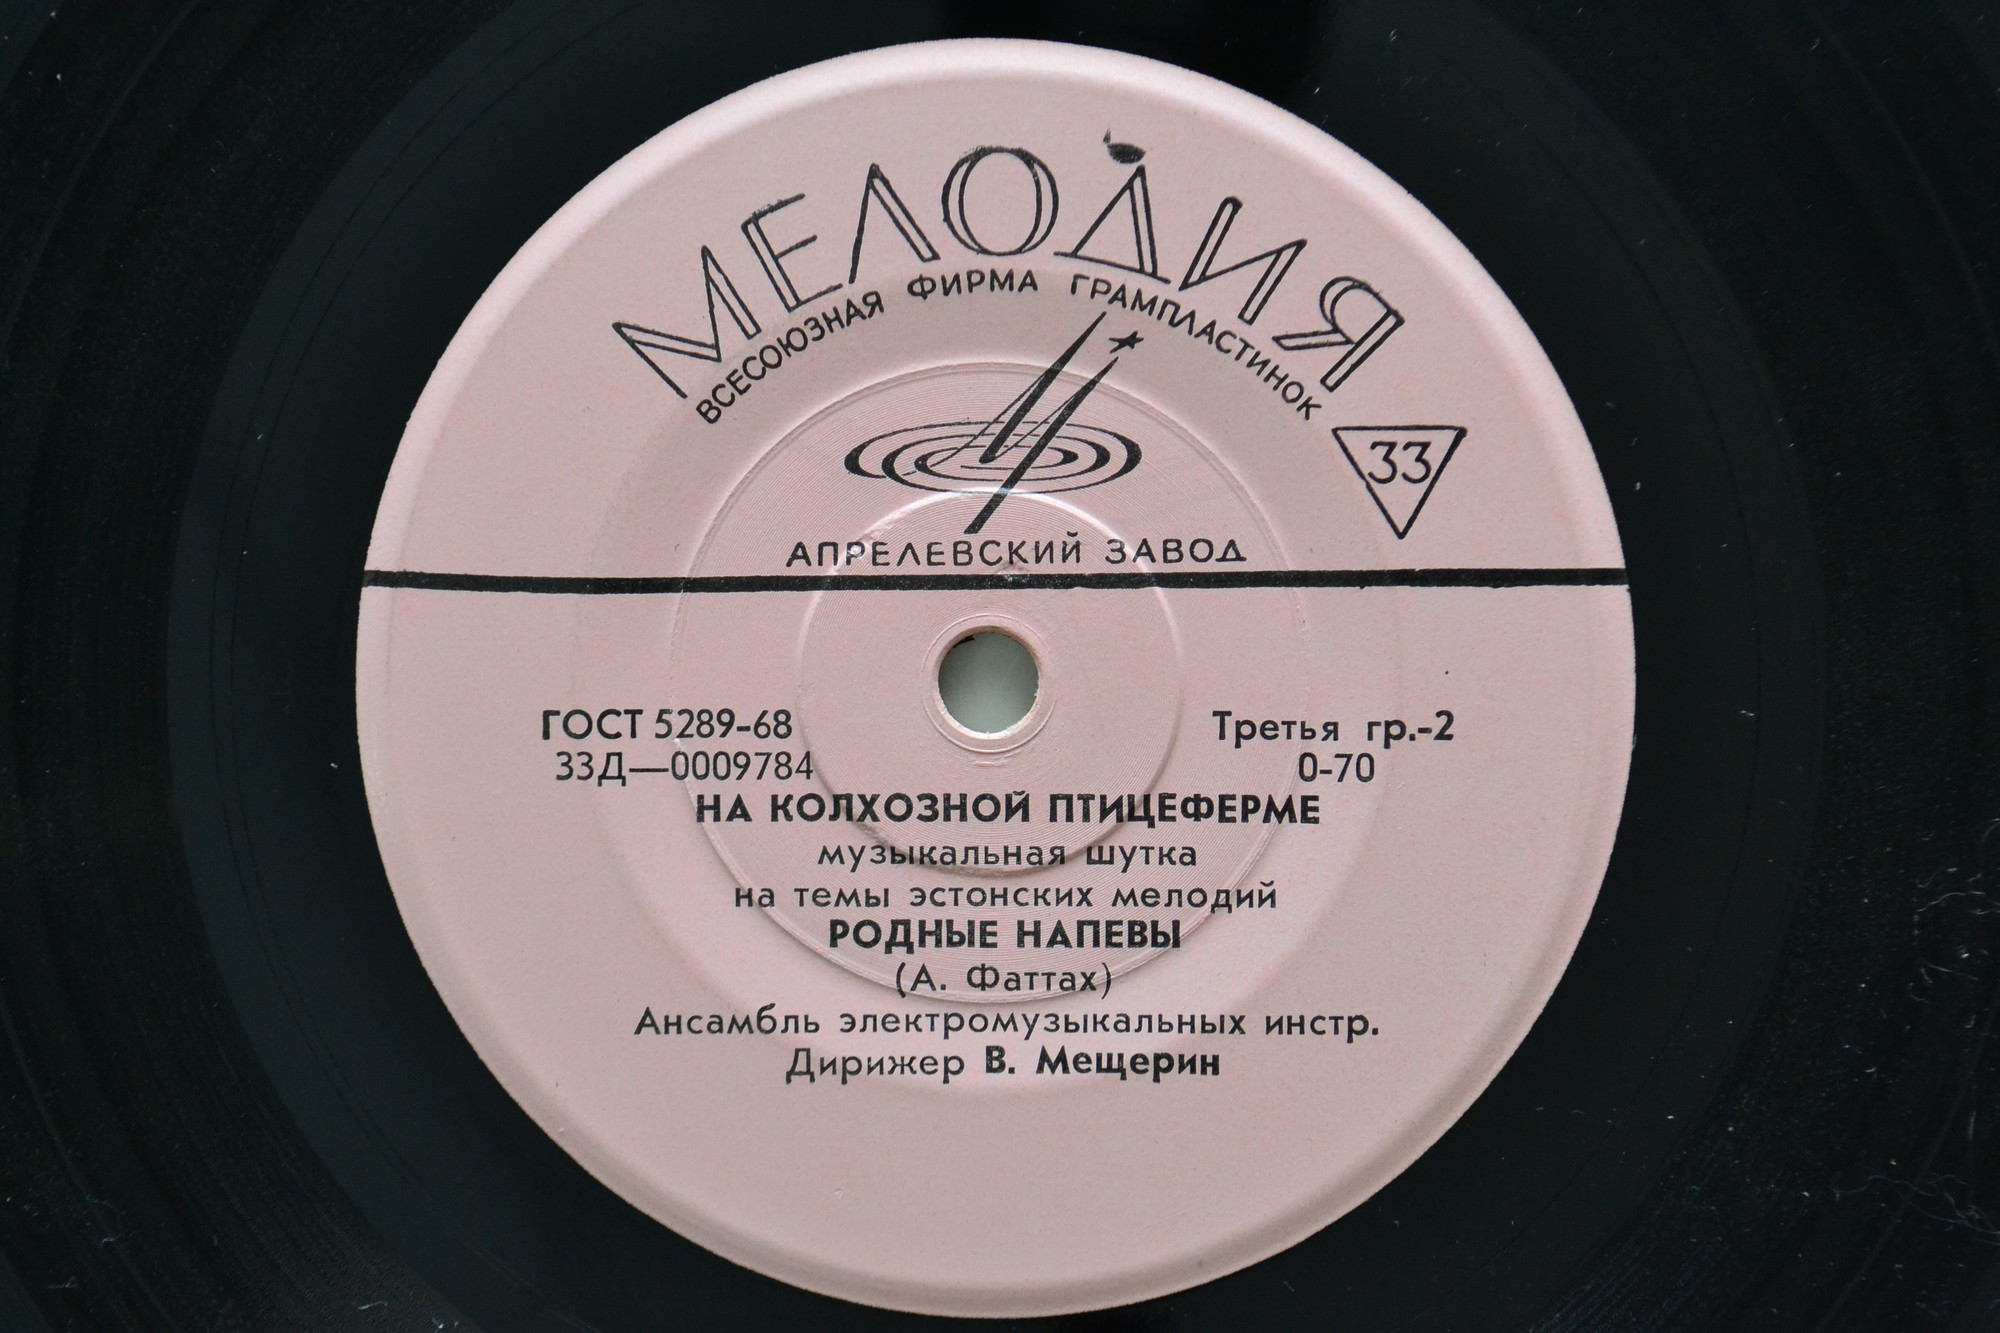 МЕЛОДИЯ
ВСЕСОЮЗНАЯ ФИРМА ГРАМПЛАСТИНОК
33
АПРЕЛЕВСКИЙ ЗАВОД
ГОСТ 5289-68 Третья гр.-2
33Д—0009784 0-70
НА КОЛХОЗНОЙ ПТИЦЕФЕРМЕ
музыкальная шутка
на темы эстонских мелодий
РОДНЫЕ НАПЕВЫ
(А. Фаттах)
Ансамбль электромузыкальных инстр.
Дирижер В. Мещерин